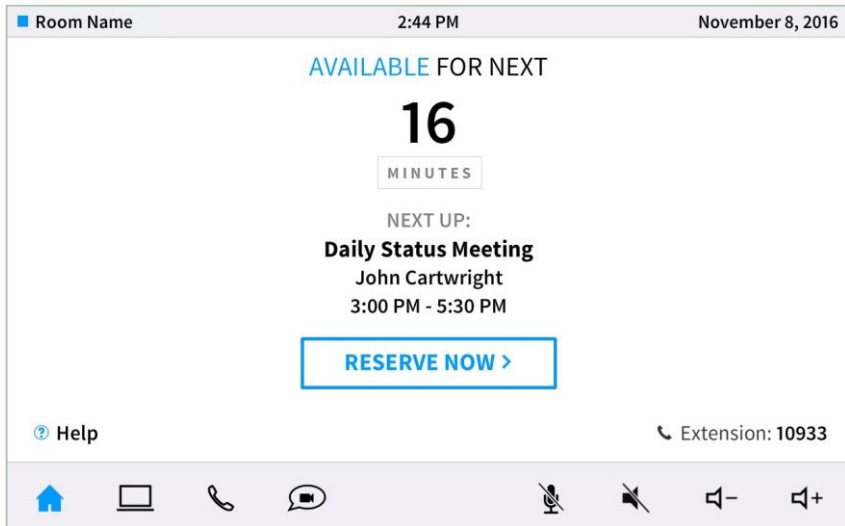 Room Name 2:44 PM November 8, 2016
AVAILABLE FOR NEXT
16
MINUTES
NEXT UP:
Daily Status Meeting
John Cartwright
3:00 PM - 5:30 PM
RESERVE NOW >
? Help Extension: 10933